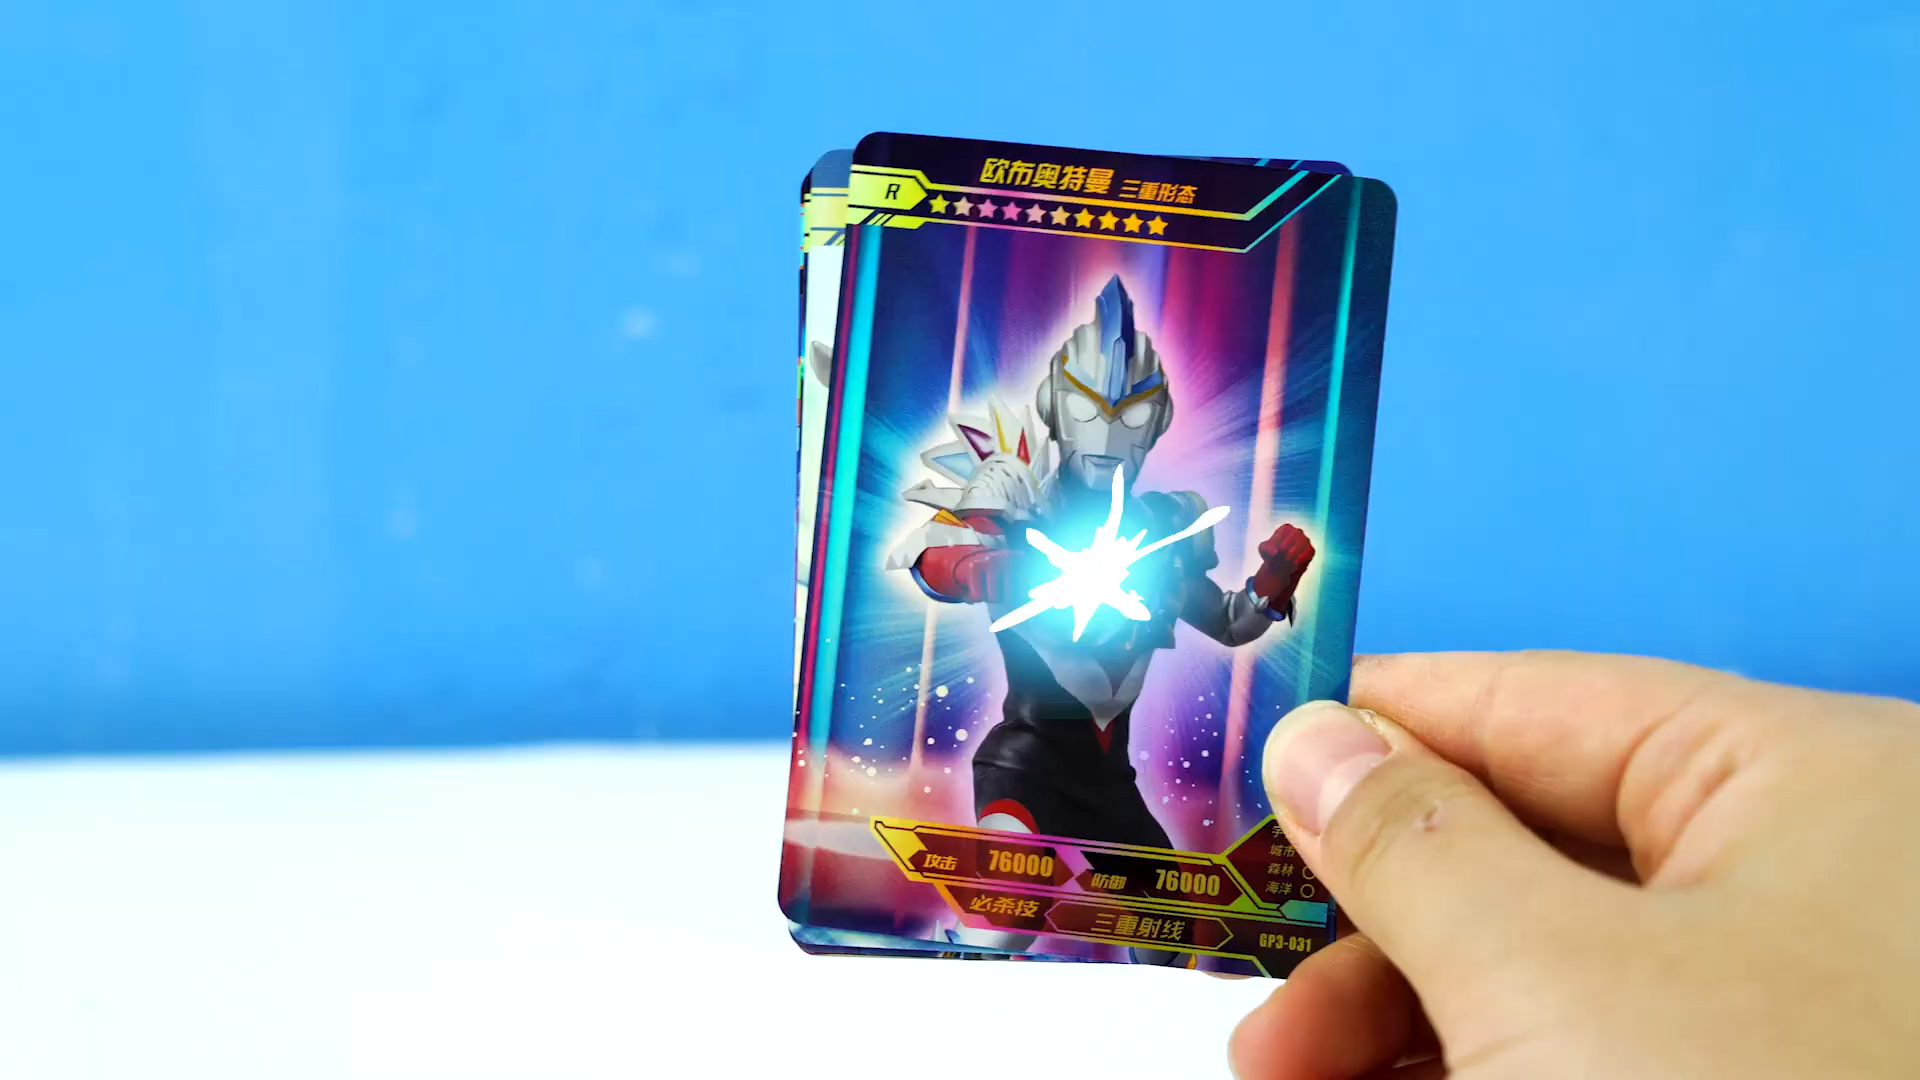 欧布奥特曼 三重形态
R
攻击 76000
防御 76000
城市
森林
海洋
必杀技 三重射线
GP3-031